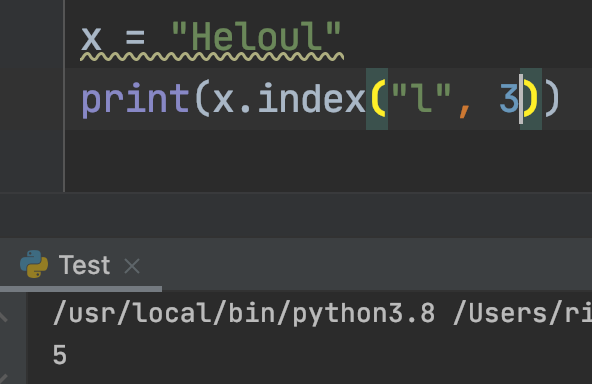 x = "Heloul"
print(x.index("l", 3))
Test
/usr/local/bin/python3.8 /Users/ri
5